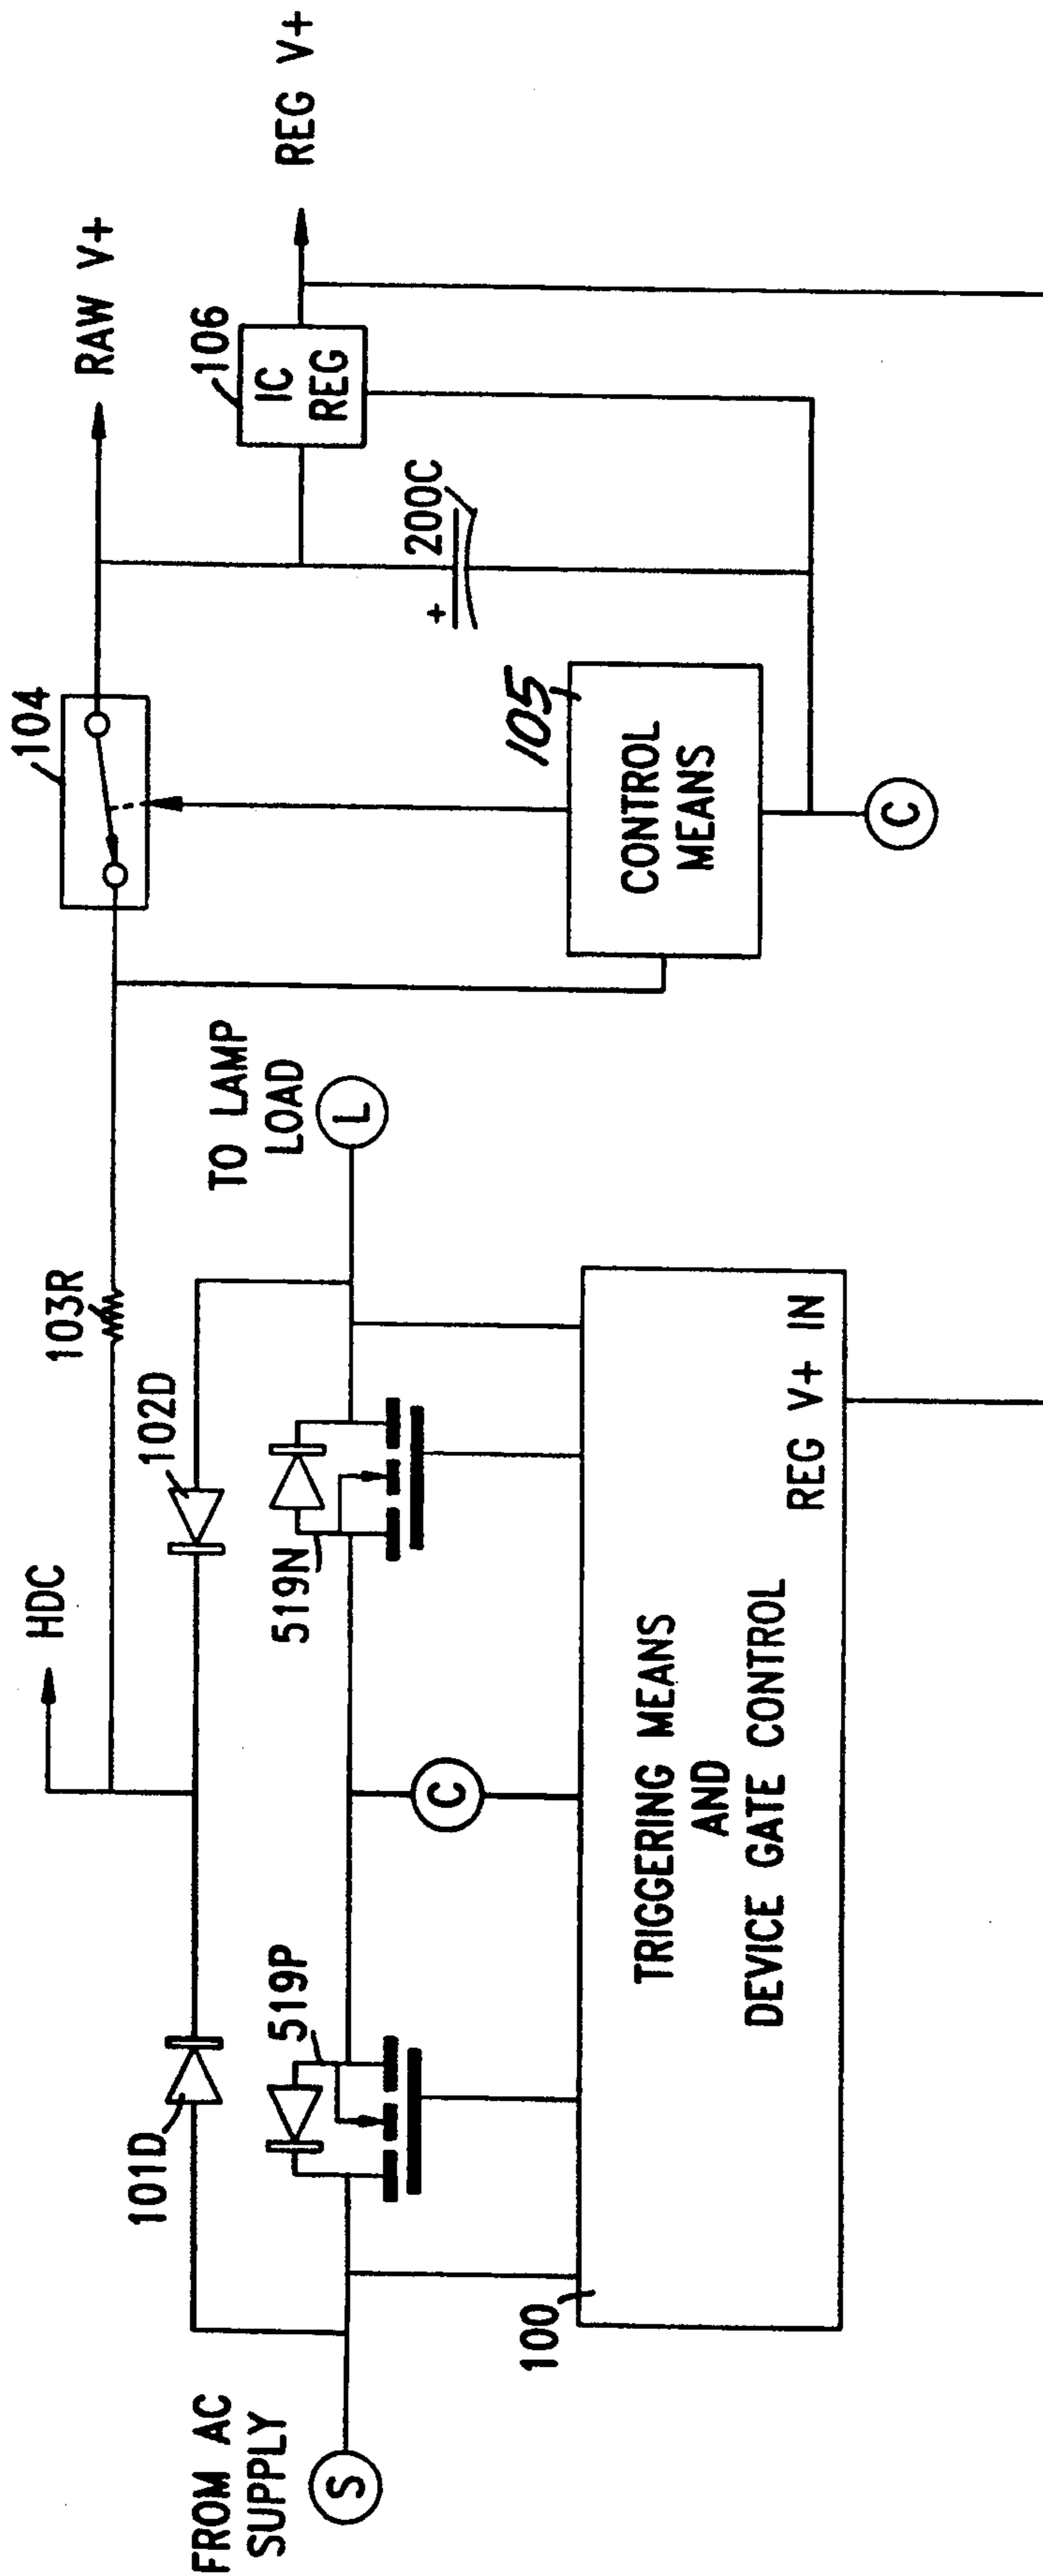 HDC
103R
104
RAW V+
101D
102D
106
IC
REG
REG V+
519P
519N
TO LAMP
LOAD
L
200C
+
FROM AC
SUPPLY
S
C
105
CONTROL
MEANS
C
100
TRIGGERING MEANS
AND
DEVICE GATE CONTROL
REG V+ IN